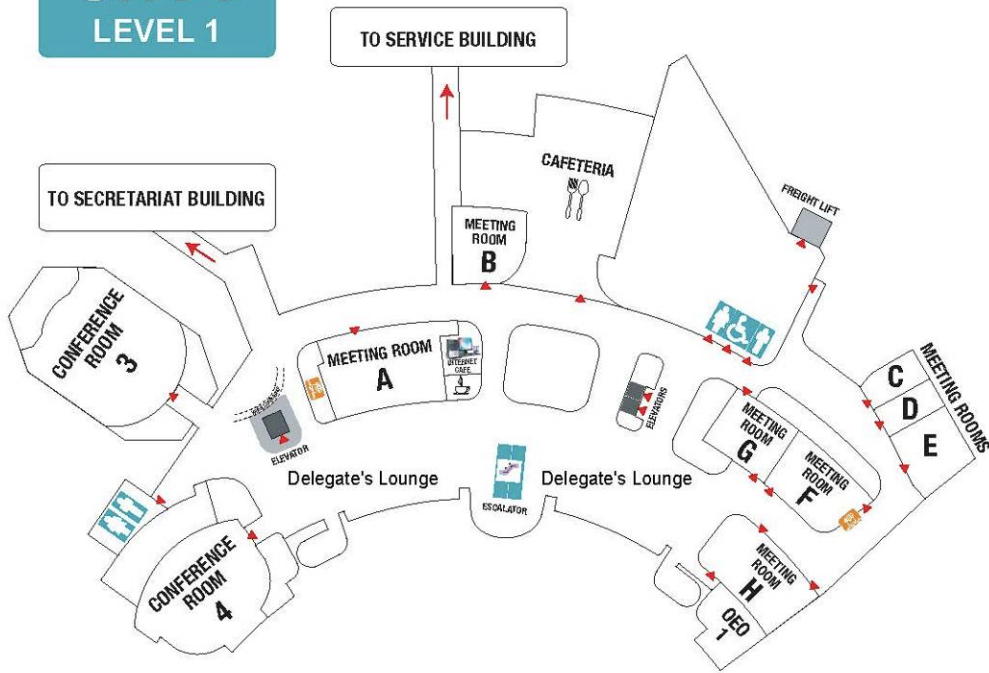 LEVEL 1
TO SERVICE BUILDING
TO SECRETARIAT BUILDING
CAFETERIA
FREIGHT LIFT
MEETING
ROOM
B
CONFERENCE
ROOM
3
MEETING ROOM
A
INTERNET
CAFE
ELEVATOR
ELEVATORS
MEETING ROOMS
C
D
E
MEETING
ROOM
G
MEETING
ROOM
F
Delegate's Lounge
ESCALATOR
Delegate's Lounge
CONFERENCE
ROOM
4
MEETING
ROOM
H
OEO
1